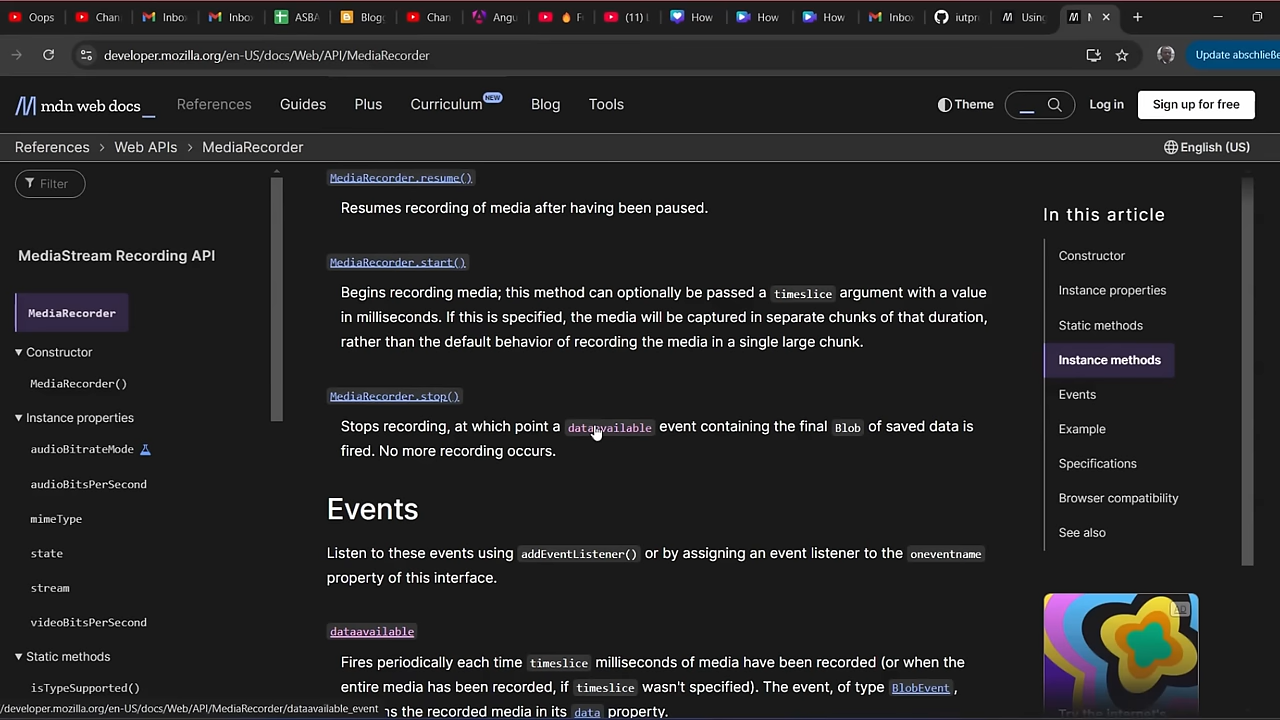 Oops
Chan
Inbo
Inbo
ASBA
Blog
Chan
Angu
F
(11) L
How
How
How
Inbo
iutpr
Using
developer.mozilla.org/en-US/docs/Web/API/MediaRecorder
Update abschließe
mdn web docs_
References
Guides
Plus
Curriculum NEW
Blog
Tools
Theme
Log in
Sign up for free
References > Web APIs > MediaRecorder
English (US)
Filter
MediaStream Recording API
MediaRecorder
Constructor
MediaRecorder()
Instance properties
audioBitrateMode
audioBitsPerSecond
mimeType
state
stream
videoBitsPerSecond
Static methods
isTypeSupported()
/developer.mozilla.org/en-US/docs/Web/API/MediaRecorder/dataavailable_event
MediaRecorder.resume()
Resumes recording of media after having been paused.
MediaRecorder.start()
Begins recording media; this method can optionally be passed a timeslice argument with a value
in milliseconds. If this is specified, the media will be captured in separate chunks of that duration,
rather than the default behavior of recording the media in a single large chunk.
MediaRecorder.stop()
Stops recording, at which point a dataavailable event containing the final Blob of saved data is
fired. No more recording occurs.
Events
Listen to these events using addEventListener() or by assigning an event listener to the oneventname
property of this interface.
dataavailable
Fires periodically each time timeslice milliseconds of media have been recorded (or when the
entire media has been recorded, if timeslice wasn't specified). The event, of type BlobEvent,
ns the recorded media in its data property.
In this article
Constructor
Instance properties
Static methods
Instance methods
Events
Example
Specifications
Browser compatibility
See also
AD
Try the Internet's